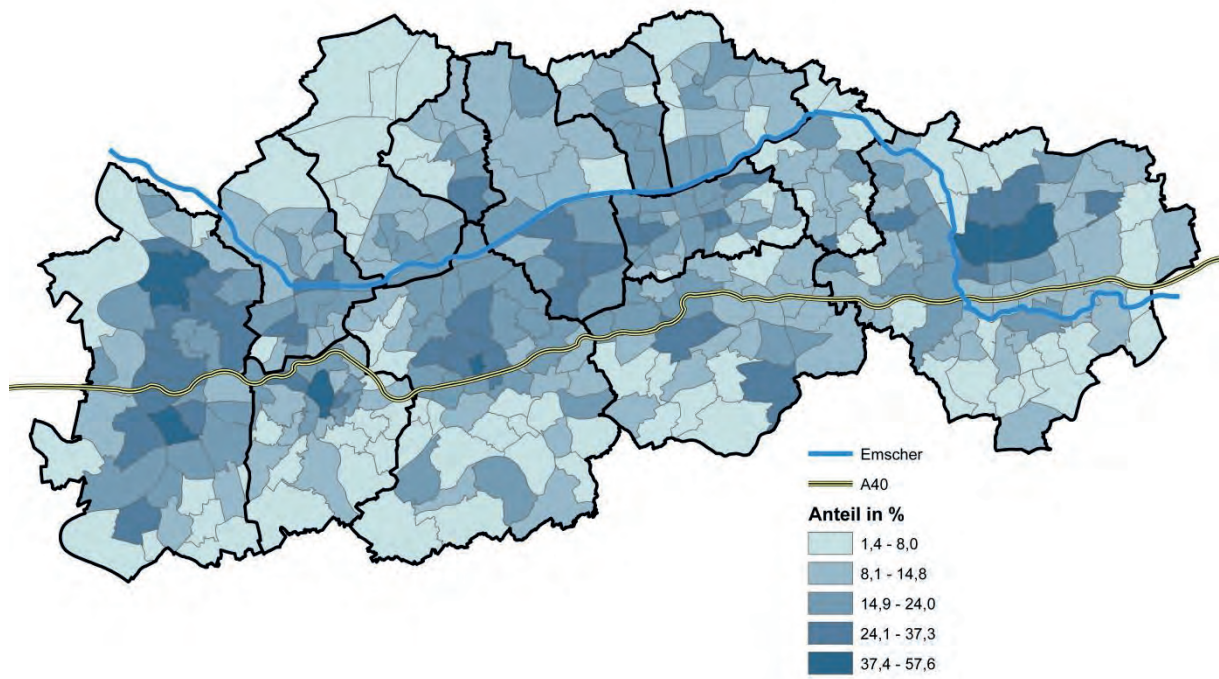 Emscher
A40
Anteil in %
1,4 - 8,0
8,1 - 14,8
14,9 - 24,0
24,1 - 37,3
37,4 - 57,6